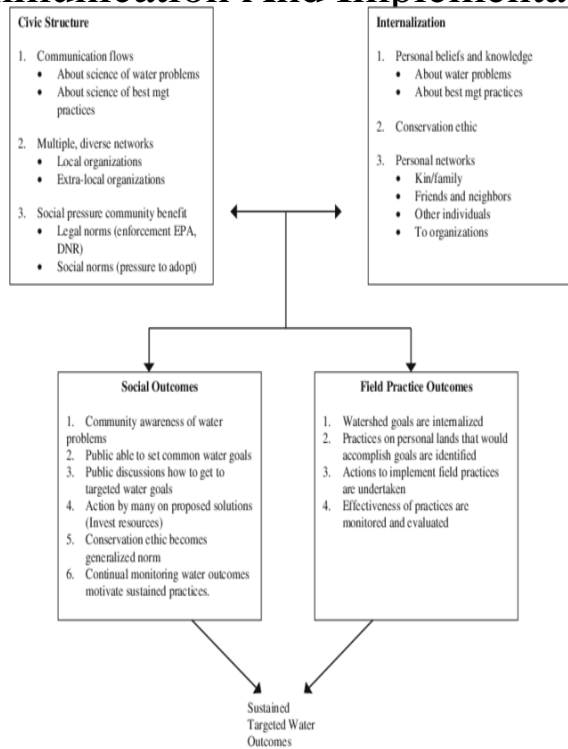 Civic Structure
1. Communication flows
• About science of water problems
• About science of best mgt
practices
2. Multiple, diverse networks
• Local organizations
• Extra-local organizations
3. Social pressure community benefit
• Legal norms (enforcement EPA,
DNR)
• Social norms (pressure to adopt)
Internalization
1. Personal beliefs and knowledge
• About water problems
• About best mgt practices
2. Conservation ethic
3. Personal networks
• Kin/family
• Friends and neighbors
• Other individuals
• To organizations
Social Outcomes
1. Community awareness of water
problems
2. Public able to set common water goals
3. Public discussions how to get to
targeted water goals
4. Action by many on proposed solutions
(Invest resources)
5. Conservation ethic becomes
generalized norm
6. Continual monitoring water outcomes
motivate sustained practices.
Field Practice Outcomes
1. Watershed goals are internalized
2. Practices on personal lands that would
accomplish goals are identified
3. Actions to implement field practices
are undertaken
4. Effectiveness of practices are
monitored and evaluated
Sustained
Targeted Water
Outcomes